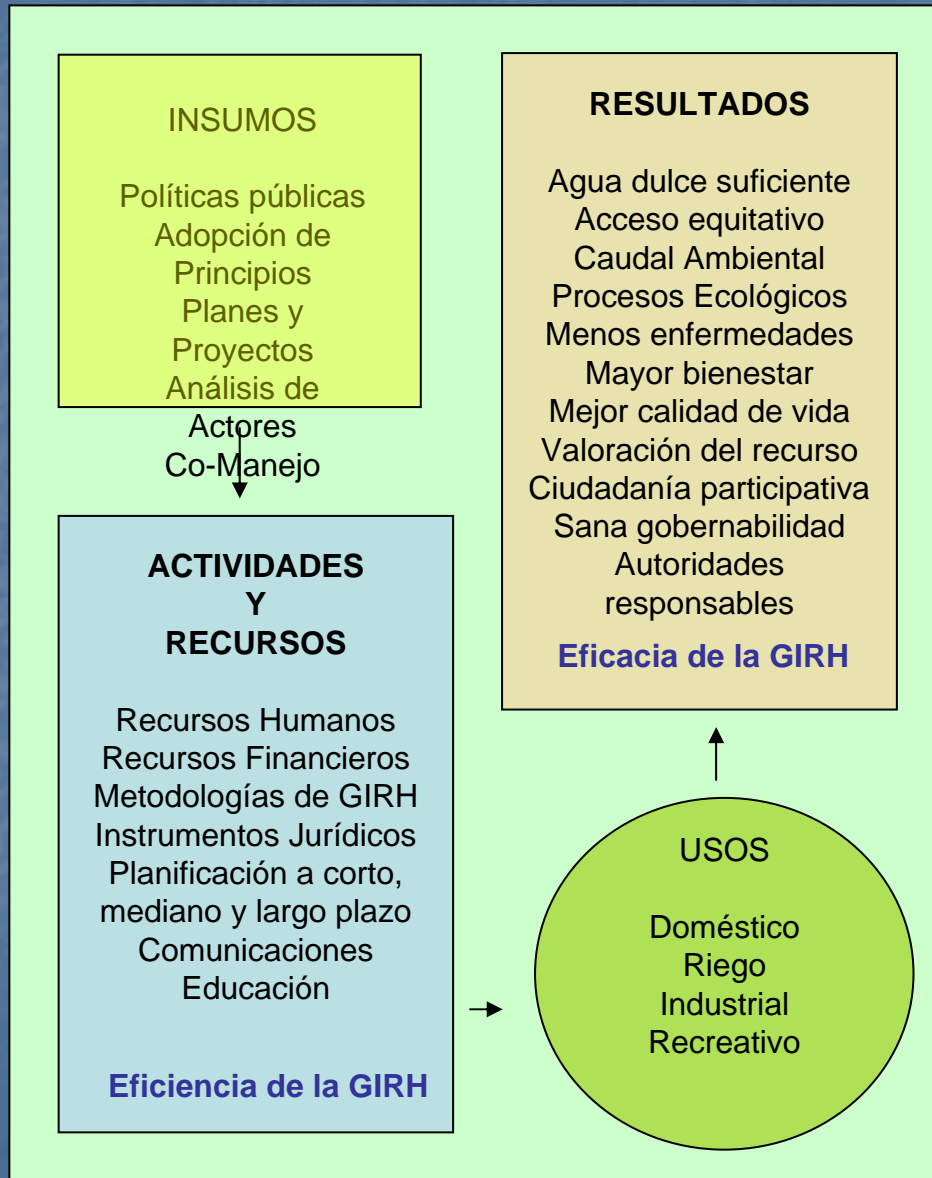 INSUMOS
Políticas públicas
Adopción de
Principios
Planes y
Proyectos
Análisis de
Actores
Co-Manejo
ACTIVIDADES
Y
RECURSOS
Recursos Humanos
Recursos Financieros
Metodologías de GIRH
Instrumentos Jurídicos
Planificación a corto,
mediano y largo plazo
Comunicaciones
Educación
Eficiencia de la GIRH
USOS
Doméstico
Riego
Industrial
Recreativo
RESULTADOS
Agua dulce suficiente
Acceso equitativo
Caudal Ambiental
Procesos Ecológicos
Menos enfermedades
Mayor bienestar
Mejor calidad de vida
Valoración del recurso
Ciudadanía participativa
Sana gobernabilidad
Autoridades
responsables
Eficacia de la GIRH